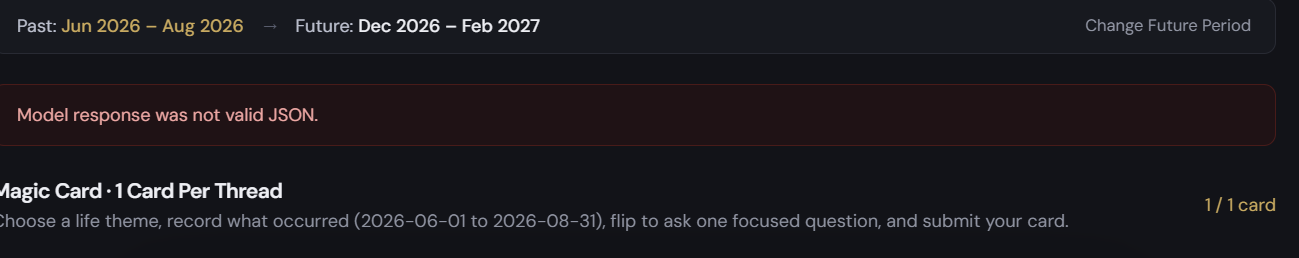 Past: Jun 2026 – Aug 2026 → Future: Dec 2026 – Feb 2027 Change Future Period
Model response was not valid JSON.
Magic Card · 1 Card Per Thread
1 / 1 card
Choose a life theme, record what occurred (2026-06-01 to 2026-08-31), flip to ask one focused question, and submit your card.